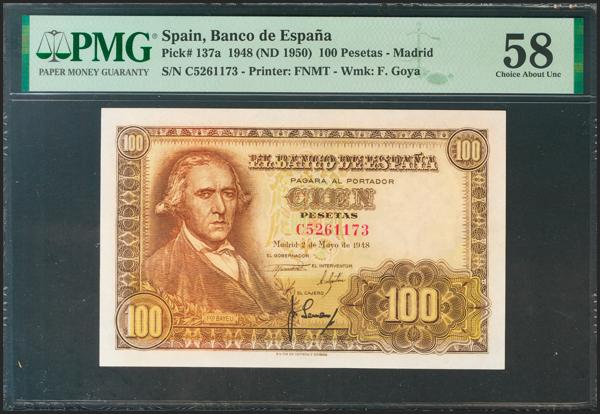 PMG
PAPER MONEY GUARANTY
Spain, Banco de España
Pick# 137a 1948 (ND 1950) 100 Pesetas - Madrid
S/N C5261173 - Printer: FNMT - Wmk: F. Goya
58
Choice About Unc
100
EL BANCO DE ESPAÑA
100
PAGARÁ AL PORTADOR
CIEN
PESETAS
C5261173
Madrid 2 de Mayo de 1948
EL GOBERNADOR
EL INTERVENTOR
EL CAJERO
100
Fco BAYEU
100